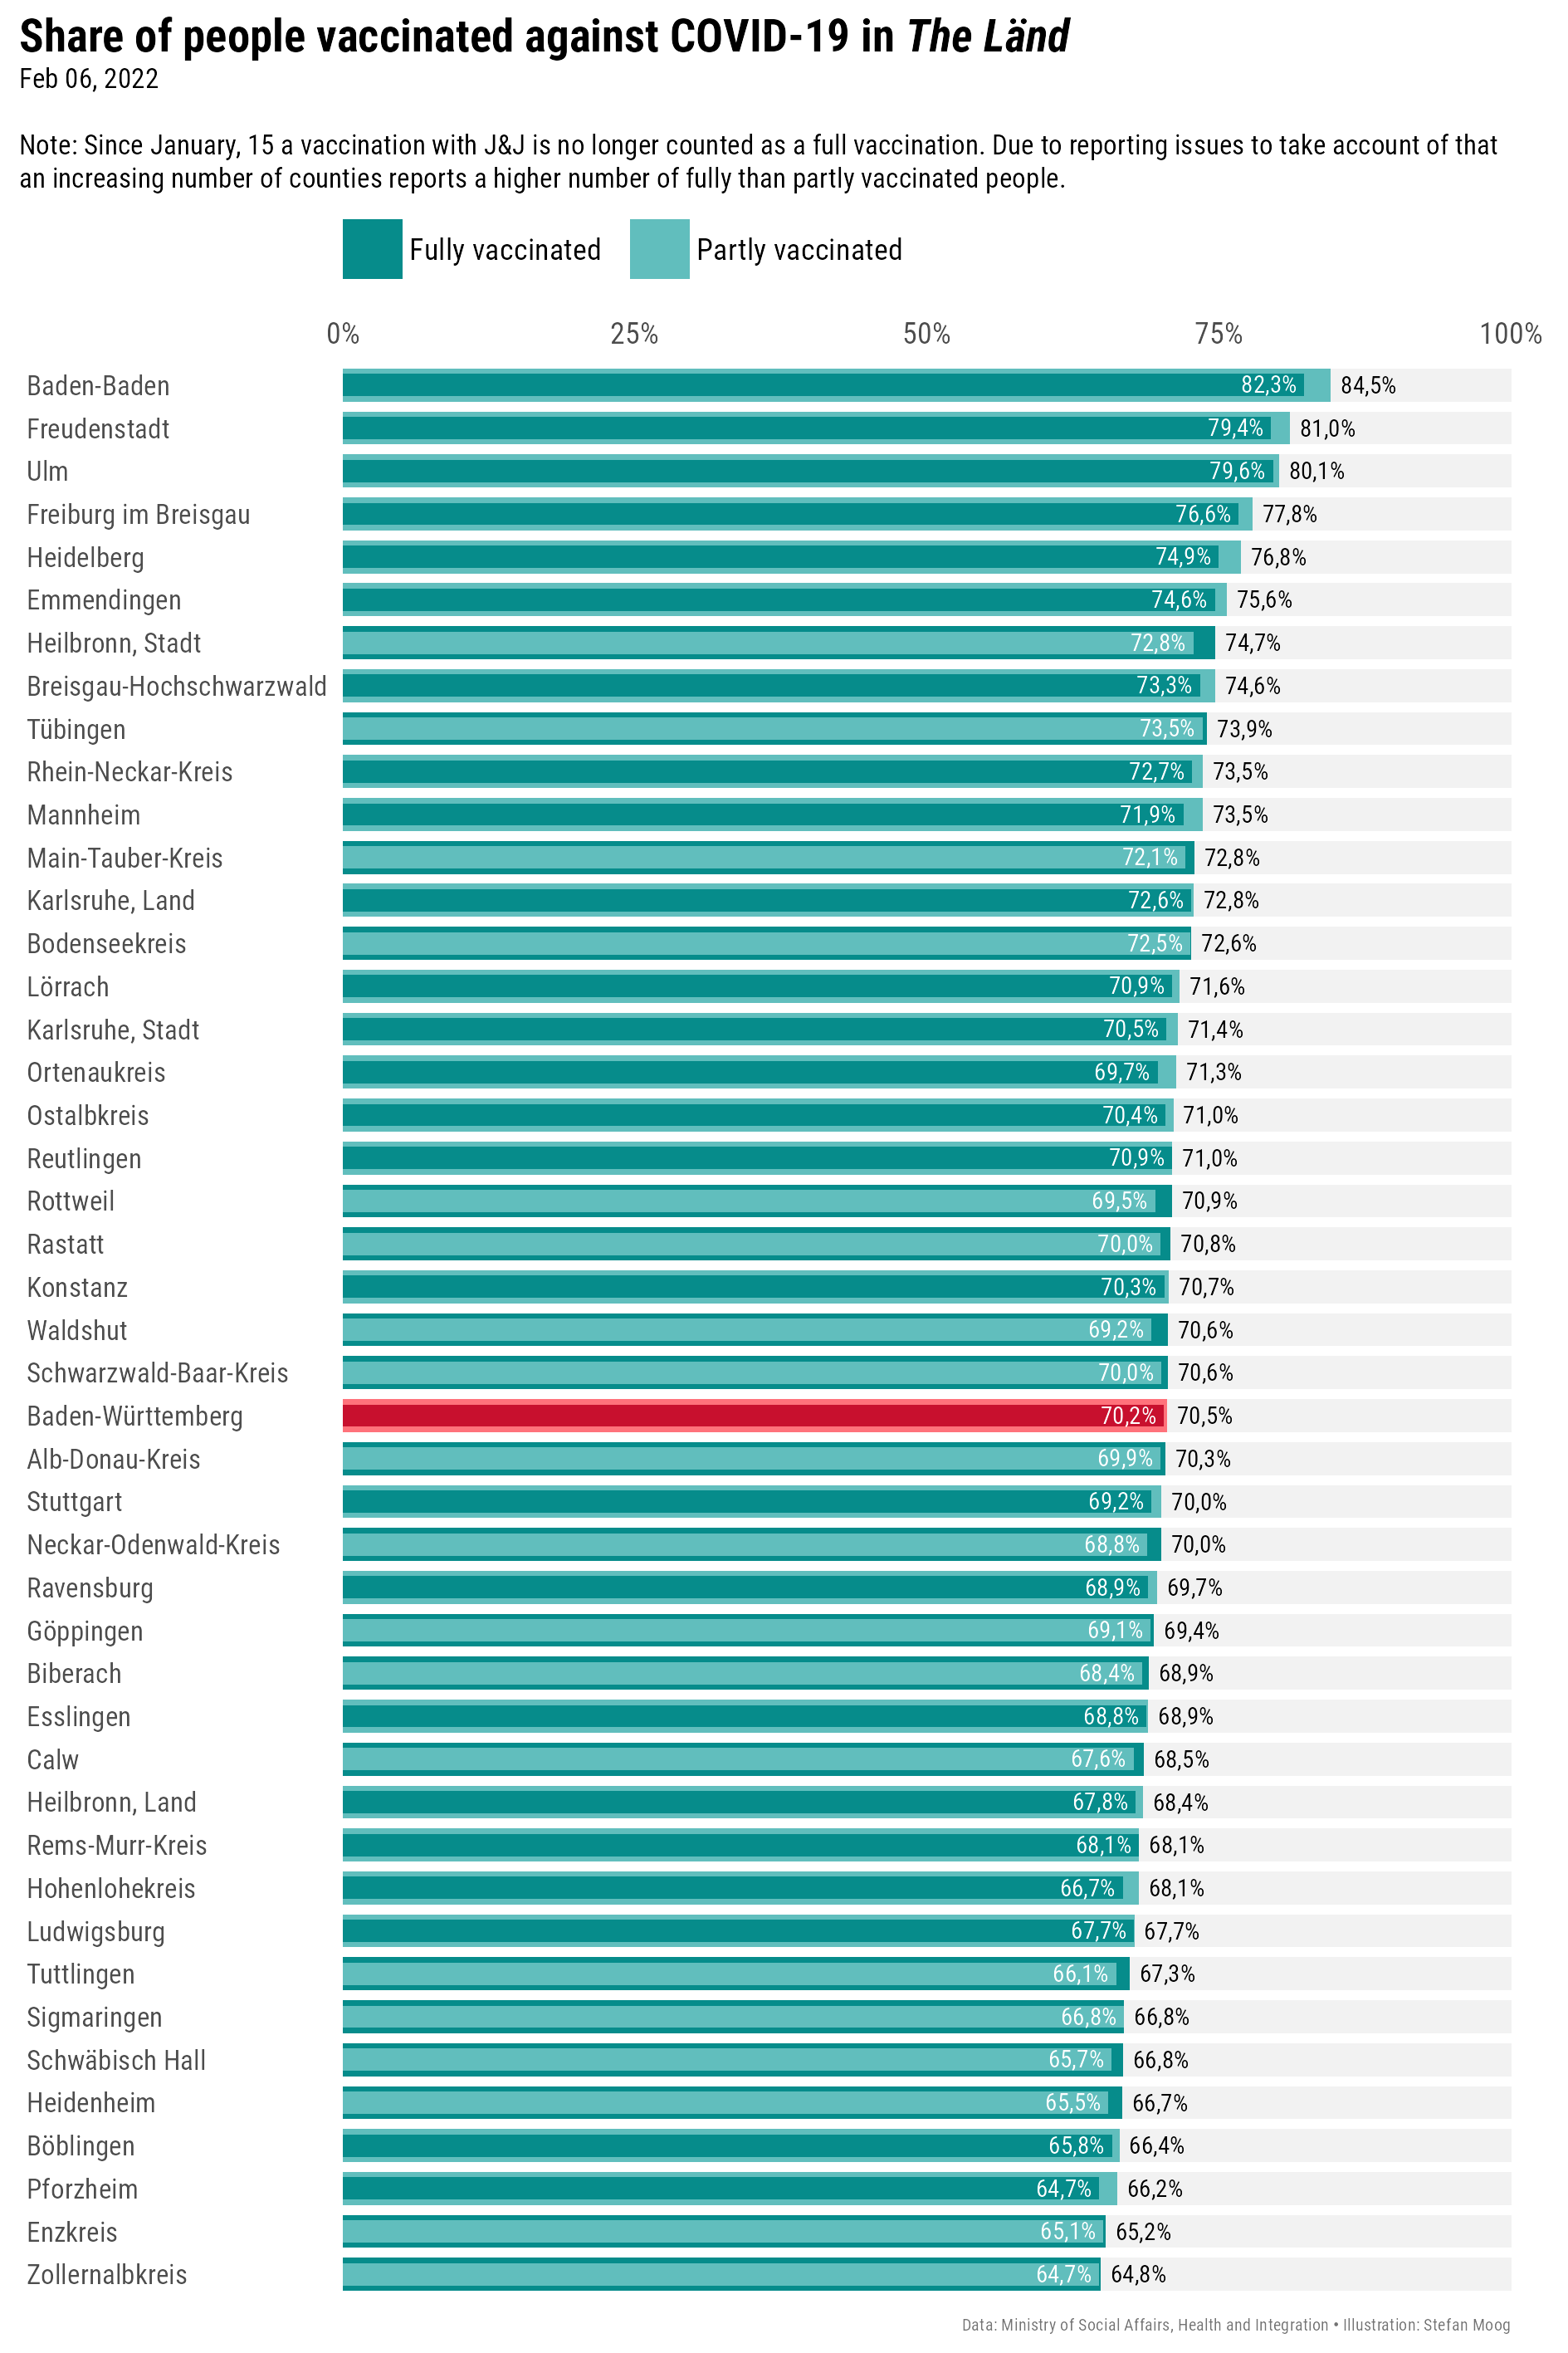 Share of people vaccinated against COVID-19 in The Länd
Feb 06, 2022
Note: Since January, 15 a vaccination with J&J is no longer counted as a full vaccination. Due to reporting issues to take account of that
an increasing number of counties reports a higher number of fully than partly vaccinated people.
Fully vaccinated Partly vaccinated
0% 25% 50% 75% 100%
Baden-Baden 82,3% 84,5%
Freudenstadt 79,4% 81,0%
Ulm 79,6% 80,1%
Freiburg im Breisgau 76,6% 77,8%
Heidelberg 74,9% 76,8%
Emmendingen 74,6% 75,6%
Heilbronn, Stadt 72,8% 74,7%
Breisgau-Hochschwarzwald 73,3% 74,6%
Tübingen 73,5% 73,9%
Rhein-Neckar-Kreis 72,7% 73,5%
Mannheim 71,9% 73,5%
Main-Tauber-Kreis 72,1% 72,8%
Karlsruhe, Land 72,6% 72,8%
Bodenseekreis 72,5% 72,6%
Lörrach 70,9% 71,6%
Karlsruhe, Stadt 70,5% 71,4%
Ortenaukreis 69,7% 71,3%
Ostalbkreis 70,4% 71,0%
Reutlingen 70,9% 71,0%
Rottweil 69,5% 70,9%
Rastatt 70,0% 70,8%
Konstanz 70,3% 70,7%
Waldshut 69,2% 70,6%
Schwarzwald-Baar-Kreis 70,0% 70,6%
Baden-Württemberg 70,2% 70,5%
Alb-Donau-Kreis 69,9% 70,3%
Stuttgart 69,2% 70,0%
Neckar-Odenwald-Kreis 68,8% 70,0%
Ravensburg 68,9% 69,7%
Göppingen 69,1% 69,4%
Biberach 68,4% 68,9%
Esslingen 68,8% 68,9%
Calw 67,6% 68,5%
Heilbronn, Land 67,8% 68,4%
Rems-Murr-Kreis 68,1% 68,1%
Hohenlohekreis 66,7% 68,1%
Ludwigsburg 67,7% 67,7%
Tuttlingen 66,1% 67,3%
Sigmaringen 66,8% 66,8%
Schwäbisch Hall 65,7% 66,8%
Heidenheim 65,5% 66,7%
Böblingen 65,8% 66,4%
Pforzheim 64,7% 66,2%
Enzkreis 65,1% 65,2%
Zollernalbkreis 64,7% 64,8%
Data: Ministry of Social Affairs, Health and Integration • Illustration: Stefan Moog